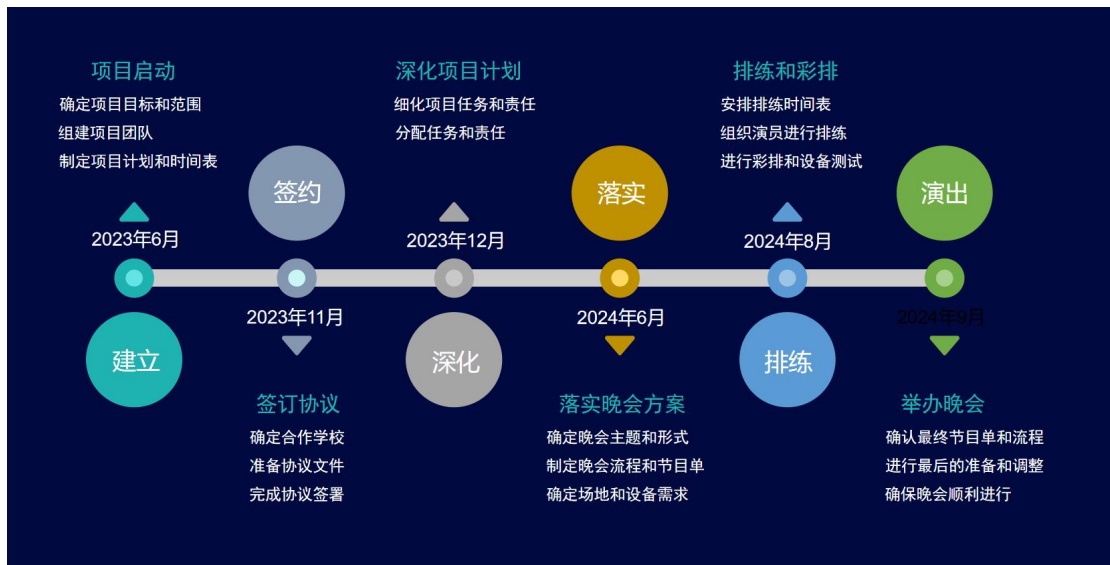 项目启动
确定项目目标和范围
组建项目团队
制定项目计划和时间表
2023年6月
建立
签约
2023年11月
签订协议
确定合作学校
准备协议文件
完成协议签署
深化项目计划
细化项目任务和责任
分配任务和责任
2023年12月
深化
落实
2024年6月
落实晚会方案
确定晚会主题和形式
制定晚会流程和节目单
确定场地和设备需求
排练和彩排
安排排练时间表
组织演员进行排练
进行彩排和设备测试
2024年8月
排练
演出
2024年9月
举办晚会
确认最终节目单和流程
进行最后的准备和调整
确保晚会顺利进行